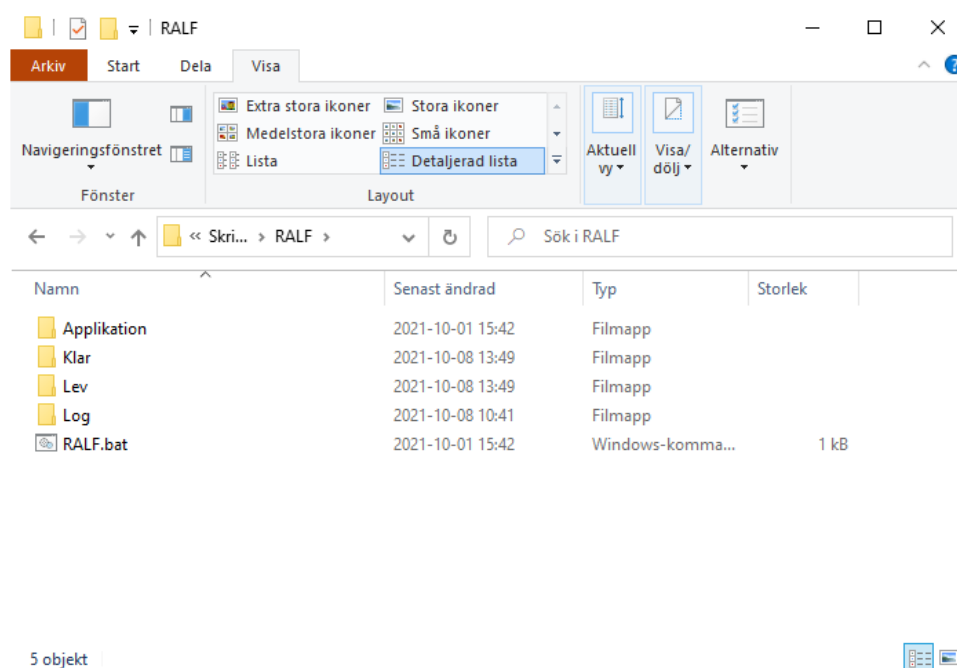 RALF
Arkiv Start Dela Visa
Extra stora ikoner Stora ikoner
Medelstora ikoner Små ikoner
Lista Detaljerad lista
Navigeringsfönstret
Aktuell vy
Visa/ dölj
Alternativ
Fönster Layout
« Skri... > RALF >
Sök i RALF
Namn Senast ändrad Typ Storlek
Applikation 2021-10-01 15:42 Filmapp
Klar 2021-10-08 13:49 Filmapp
Lev 2021-10-08 13:49 Filmapp
Log 2021-10-08 10:41 Filmapp
RALF.bat 2021-10-01 15:42 Windows-komma... 1 kB
5 objekt